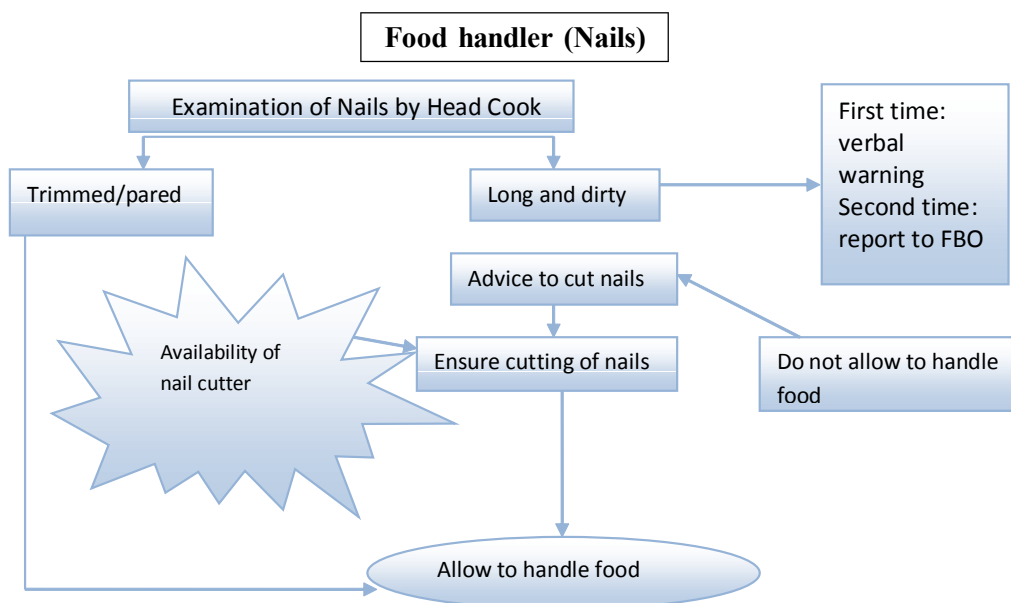 Food handler (Nails)
Examination of Nails by Head Cook
First time:
verbal
warning
Second time:
report to FBO
Trimmed/pared
Long and dirty
Advice to cut nails
Availability of
nail cutter
Ensure cutting of nails
Do not allow to handle
food
Allow to handle food